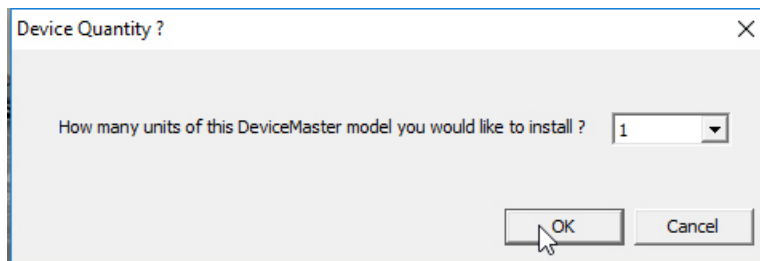 Device Quantity ?
How many units of this DeviceMaster model you would like to install ? 1
OK Cancel